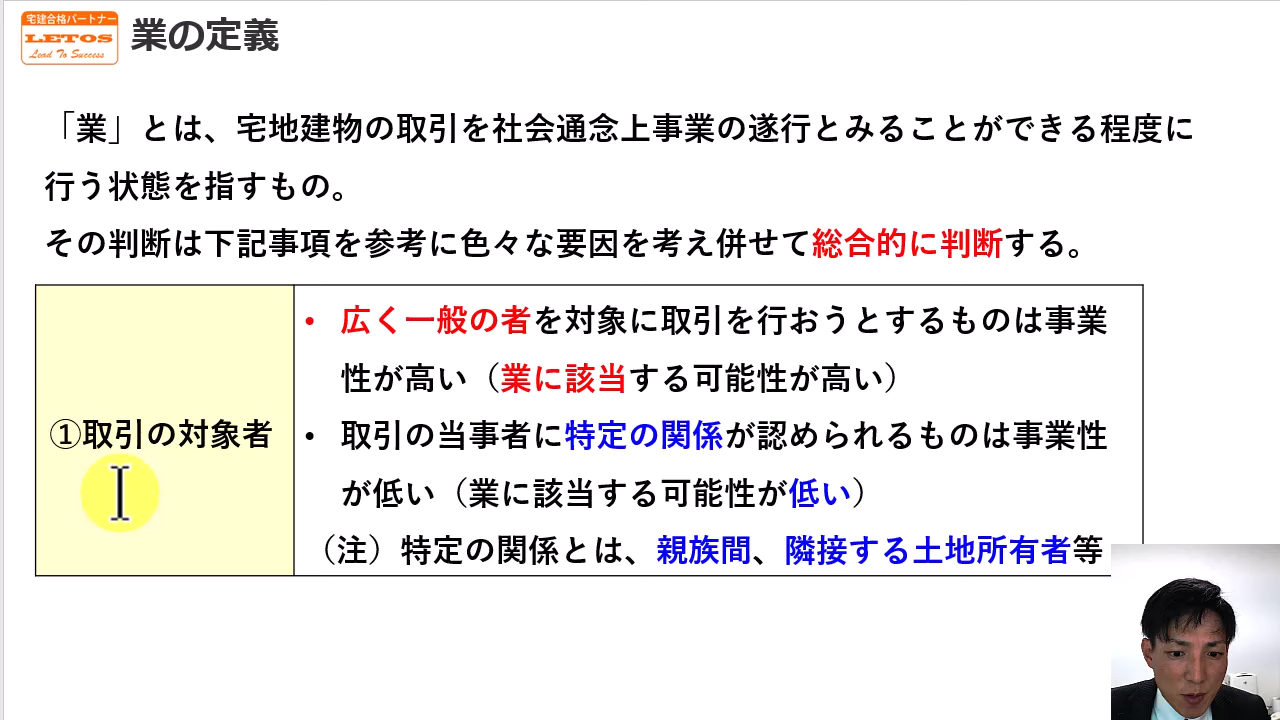 宅建合格パートナー
LETOS
Lead To Success
業の定義
「業」とは、宅地建物の取引を社会通念上事業の遂行とみることができる程度に
行う状態を指すもの。
その判断は下記事項を参考に色々な要因を考え併せて総合的に判断する。
①取引の対象者
• 広く一般の者を対象に取引を行おうとするものは事業
性が高い（業に該当する可能性が高い）
• 取引の当事者に特定の関係が認められるものは事業性
が低い（業に該当する可能性が低い）
（注）特定の関係とは、親族間、隣接する土地所有者等